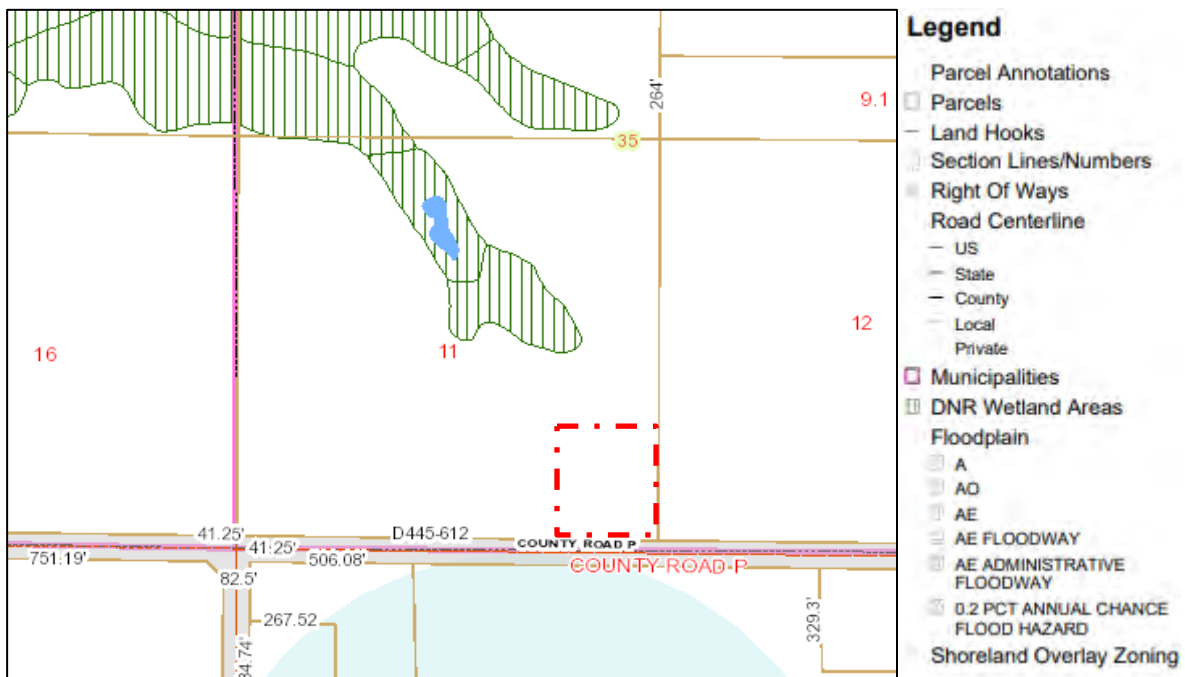 264'
9.1
35
12
16
11
41.25'
D445-612
COUNTY ROAD P
751.19'
41.25'
506.08'
COUNTY ROAD P
82.5'
267.52
329.3'
34.74'
Legend
Parcel Annotations
Parcels
Land Hooks
Section Lines/Numbers
Right Of Ways
Road Centerline
US
State
County
Local
Private
Municipalities
DNR Wetland Areas
Floodplain
A
AO
AE
AE FLOODWAY
AE ADMINISTRATIVE
FLOODWAY
0.2 PCT ANNUAL CHANCE
FLOOD HAZARD
Shoreland Overlay Zoning